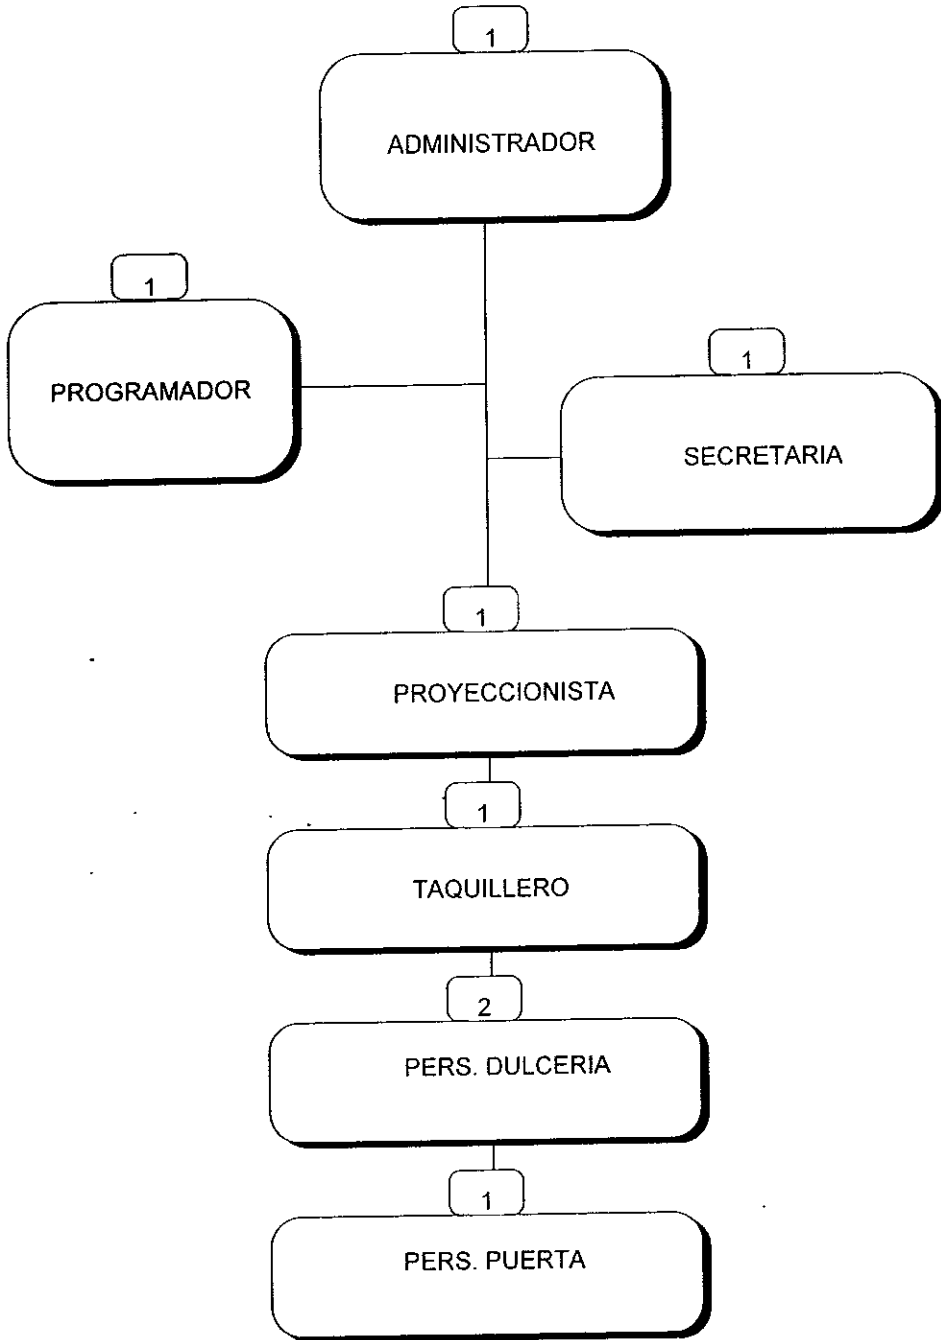 1
ADMINISTRADOR
1
PROGRAMADOR
1
SECRETARIA
1
PROYECCIONISTA
1
TAQUILLERO
2
PERS. DULCERIA
1
PERS. PUERTA